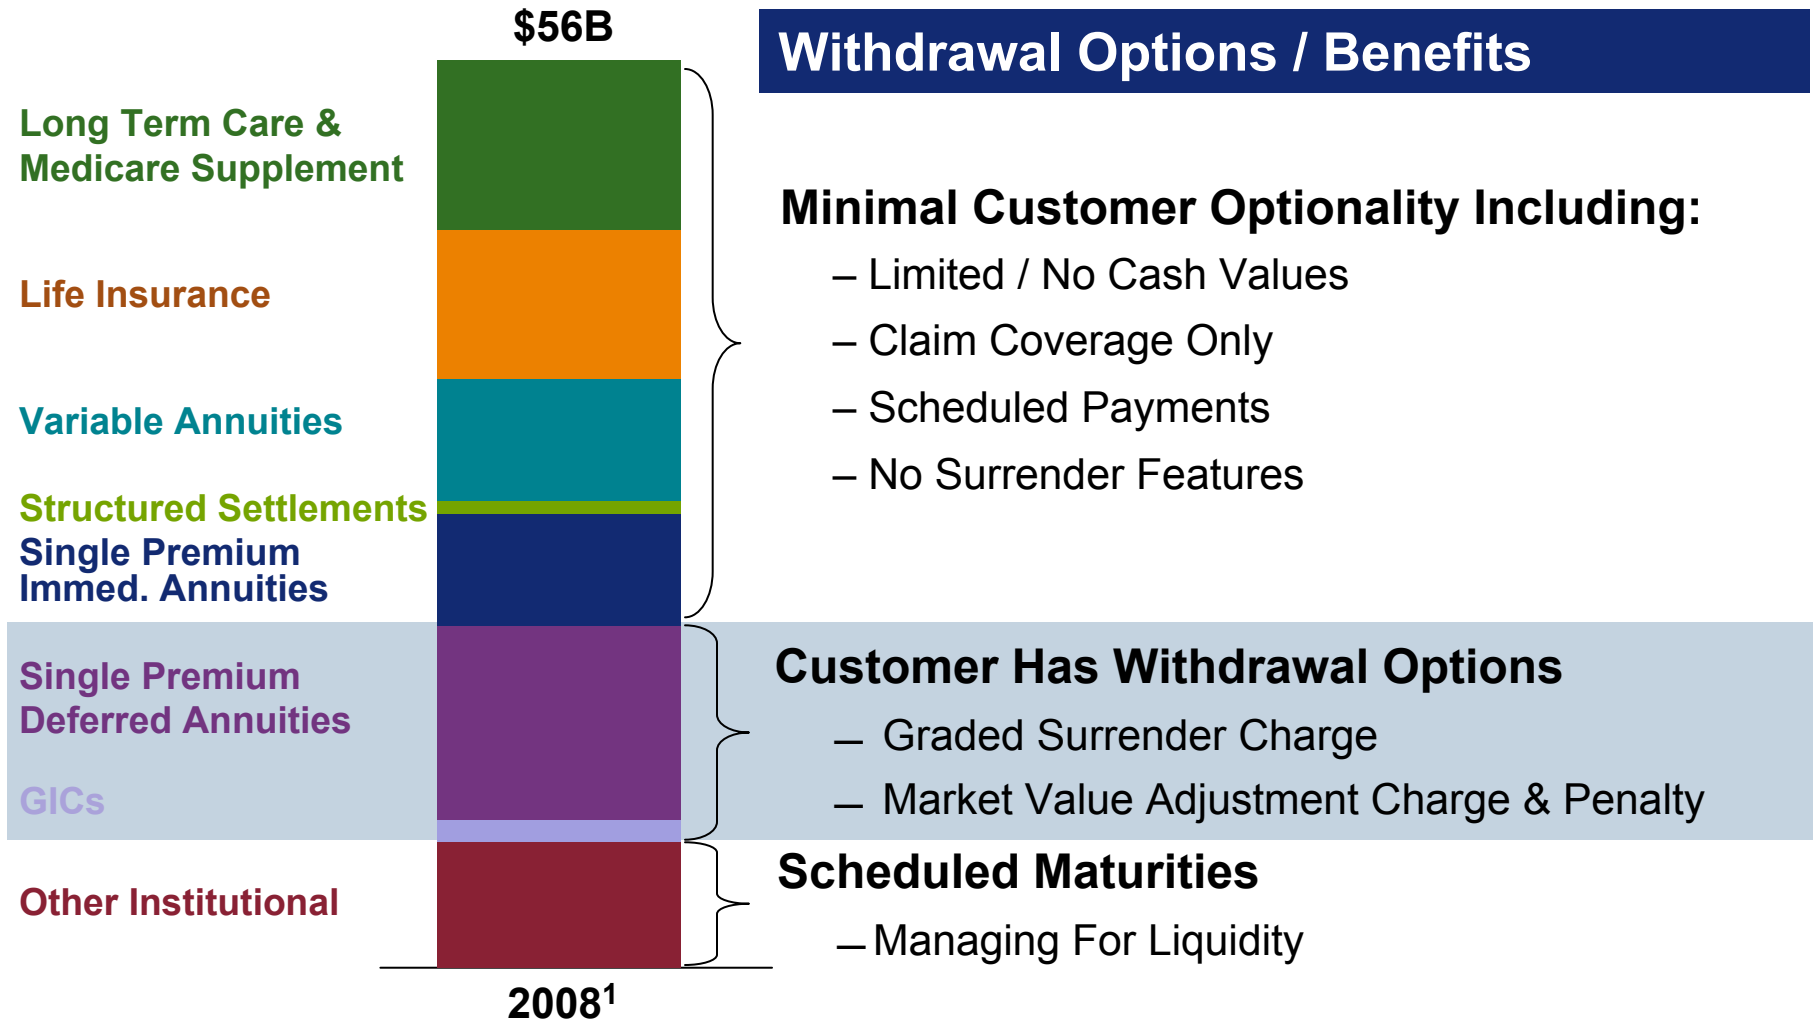 $56B
Withdrawal Options / Benefits
Long Term Care &
Medicare Supplement
Life Insurance
Variable Annuities
Structured Settlements
Single Premium
Immed. Annuities
Minimal Customer Optionality Including:
– Limited / No Cash Values
– Claim Coverage Only
– Scheduled Payments
– No Surrender Features
Single Premium
Deferred Annuities
GICs
Customer Has Withdrawal Options
– Graded Surrender Charge
– Market Value Adjustment Charge & Penalty
Other Institutional
Scheduled Maturities
– Managing For Liquidity
2008¹